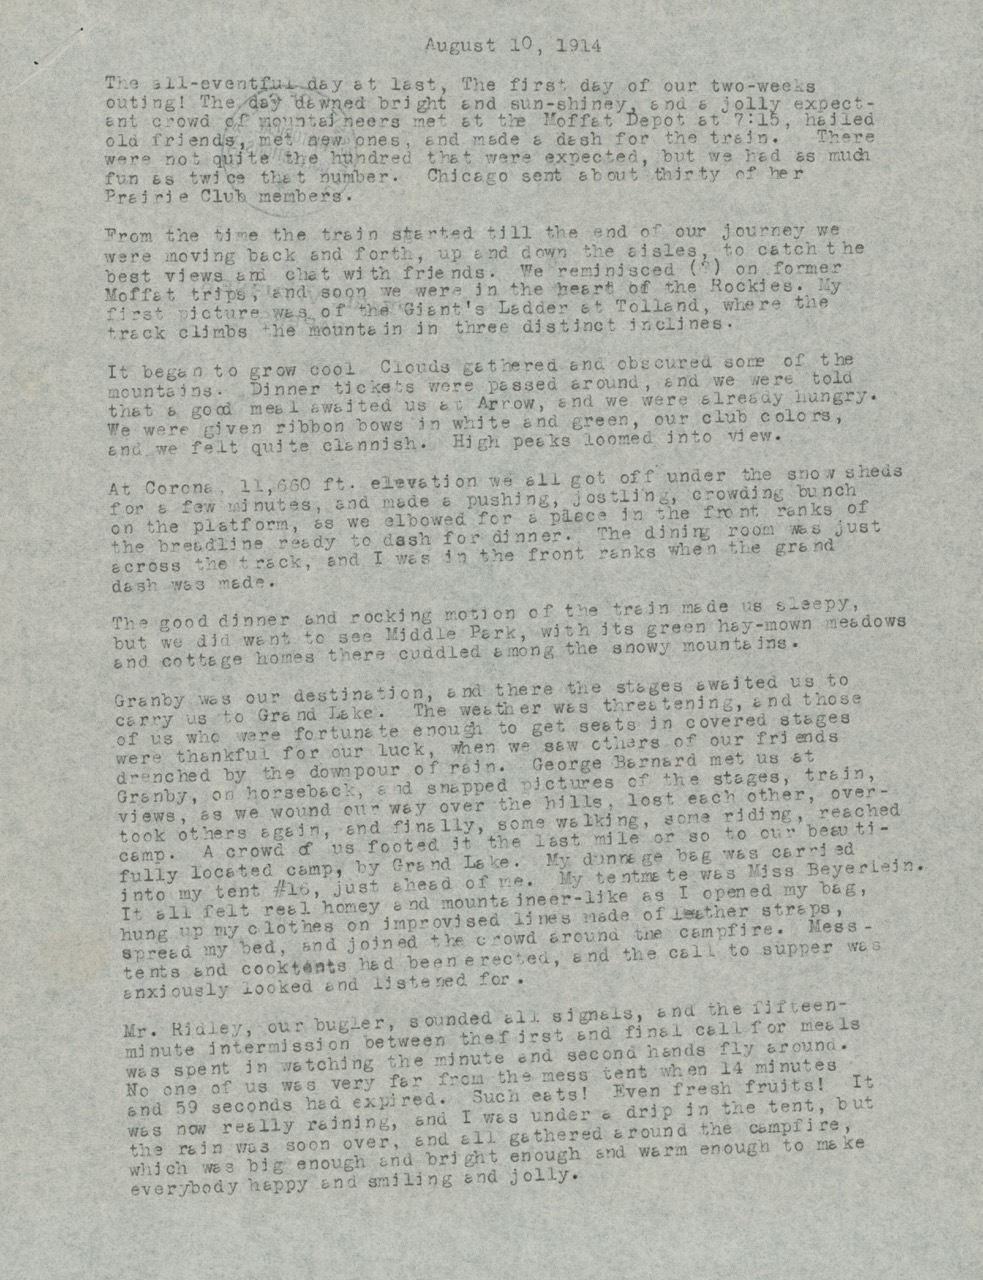 August 10, 1914
The all-eventful day at last, The first day of our two-weeks
outing! The day dawned bright and sun-shiney, and a jolly expect-
ant crowd of mountaineers met at the Moffat Depot at 7:15, hailed
old friends, met new ones, and made a dash for the train. There
were not quite the hundred that were expected, but we had as much
fun as twice that number. Chicago sent about thirty of her
Prairie Club members.
From the time the train started till the end of our journey we
were moving back and forth, up and down the aisles, to catch the
best views and chat with friends. We reminisced (?) on former
Moffat trips, and soon we were in the heart of the Rockies. My
first picture was of the Giant's Ladder at Tolland, where the
track climbs the mountain in three distinct inclines.
It began to grow cool Clouds gathered and obscured some of the
mountains. Dinner tickets were passed around, and we were told
that a good meal awaited us at Arrow, and we were already hungry.
We were given ribbon bows in white and green, our club colors,
and we felt quite clannish. High peaks loomed into view.
At Corona, 11,660 ft. elevation we all got off under the snow sheds
for a few minutes, and made a pushing, jostling, crowding bunch
on the platform, as we elbowed for a place in the front ranks of
the breadline ready to dash for dinner. The dining room was just
across the track, and I was in the front ranks when the grand
dash was made.
The good dinner and rocking motion of the train made us sleepy,
but we did want to see Middle Park, with its green hay-mown meadows
and cottage homes there cuddled among the snowy mountains.
Granby was our destination, and there the stages awaited us to
carry us to Grand Lake. The weather was threatening, and those
of us who were fortunate enough to get seats in covered stages
were thankful for our luck, when we saw others of our friends
drenched by the downpour of rain. George Barnard met us at
Granby, on horseback, and snapped pictures of the stages, train,
views, as we wound our way over the hills, lost each other, over-
took others again, and finally, some walking, some riding, reached
camp. A crowd of us footed it the last mile or so to our beauti-
fully located camp, by Grand Lake. My dunnage bag was carried
into my tent #16, just ahead of me. My tentmate was Miss Beyerlein.
It all felt real homey and mountaineer-like as I opened my bag,
hung up my clothes on improvised lines made of leather straps,
spread my bed, and joined the crowd around the campfire. Mess-
tents and cooktents had been erected, and the call to supper was
anxiously looked and listened for.
Mr. Ridley, our bugler, sounded all signals, and the fifteen-
minute intermission between the first and final call for meals
was spent in watching the minute and second hands fly around.
No one of us was very far from the mess tent when 14 minutes
and 59 seconds had expired. Such eats! Even fresh fruits! It
was now really raining, and I was under a drip in the tent, but
the rain was soon over, and all gathered around the campfire,
which was big enough and bright enough and warm enough to make
everybody happy and smiling and jolly.